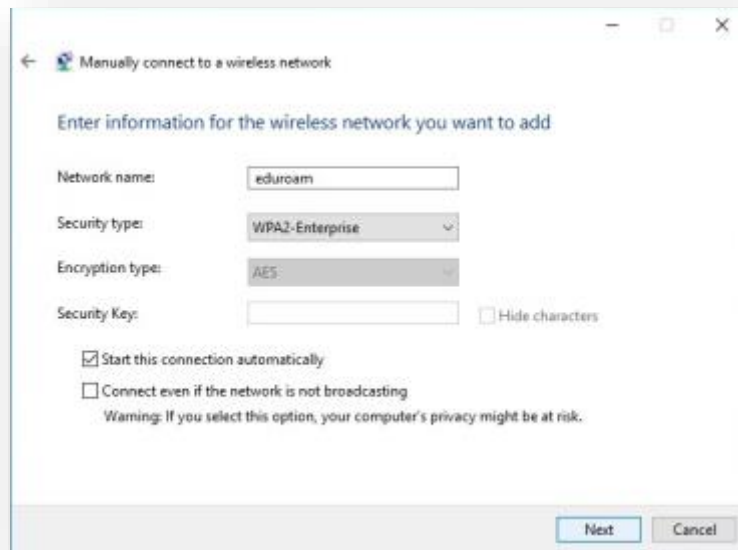 Manually connect to a wireless network
Enter information for the wireless network you want to add
Network name: eduroam
Security type: WPA2-Enterprise
Encryption type: AES
Security Key: Hide characters
Start this connection automatically
Connect even if the network is not broadcasting
Warning: If you select this option, your computer's privacy might be at risk.
Next Cancel